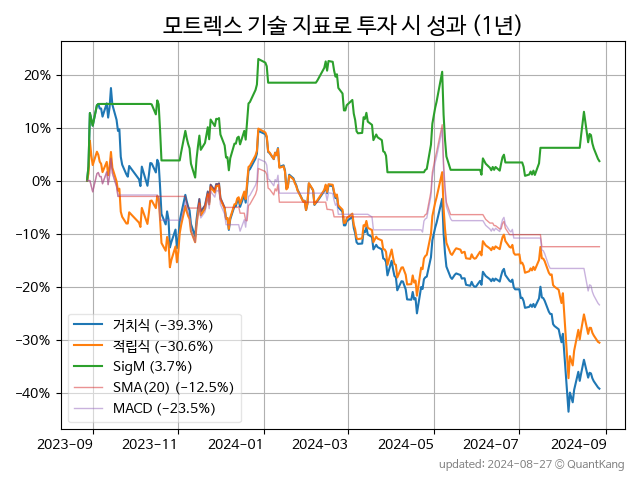 모트렉스 기술 지표로 투자 시 성과 (1년)
20%
10%
0%
−10%
−20%
−30%
−40%
거치식 (−39.3%)
적립식 (−30.6%)
SigM (3.7%)
SMA(20) (−12.5%)
MACD (−23.5%)
2023-09 2023-11 2024-01 2024-03 2024-05 2024-07 2024-09
updated: 2024-08-27 © QuantKang